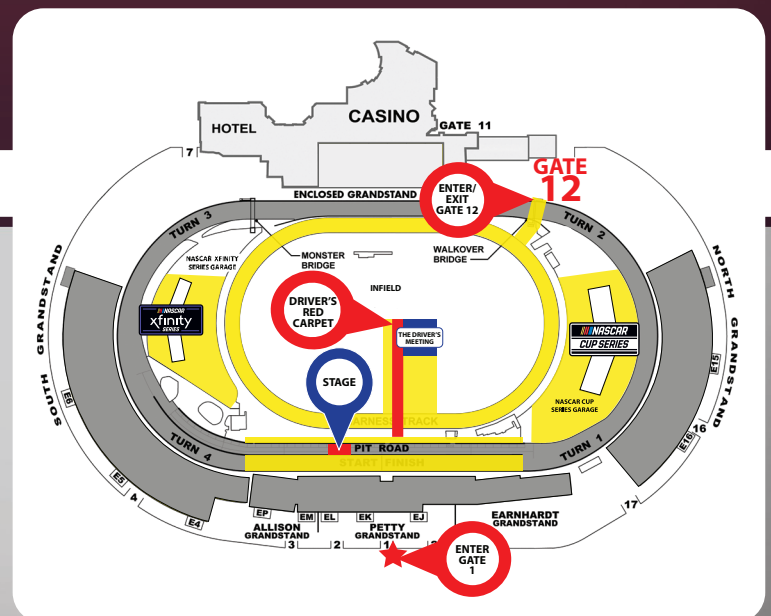 HOTEL
CASINO
GATE 11
7
GATE
12
ENTER/
EXIT
GATE 12
ENCLOSED GRANDSTAND
TURN 3
TURN 2
NASCAR XFINITY
SERIES GARAGE
MONSTER
BRIDGE
WALKOVER
BRIDGE
INFIELD
SOUTH GRANDSTAND
NORTH GRANDSTAND
DRIVER'S
RED
CARPET
THE DRIVER'S
MEETING
NASCAR
xfinity
SERIES
NASCAR
CUP SERIES
STAGE
E15
E6
NASCAR CUP
SERIES GARAGE
ARNESS TRACK
16
E16
TURN 4
PIT ROAD
TURN 1
START FINISH
E5
4
E4
17
EP
EM
EL
EK
EJ
ALLISON
GRANDSTAND
PETTY
GRANDSTAND
EARNHARDT
GRANDSTAND
3
2
1
ENTER
GATE
1